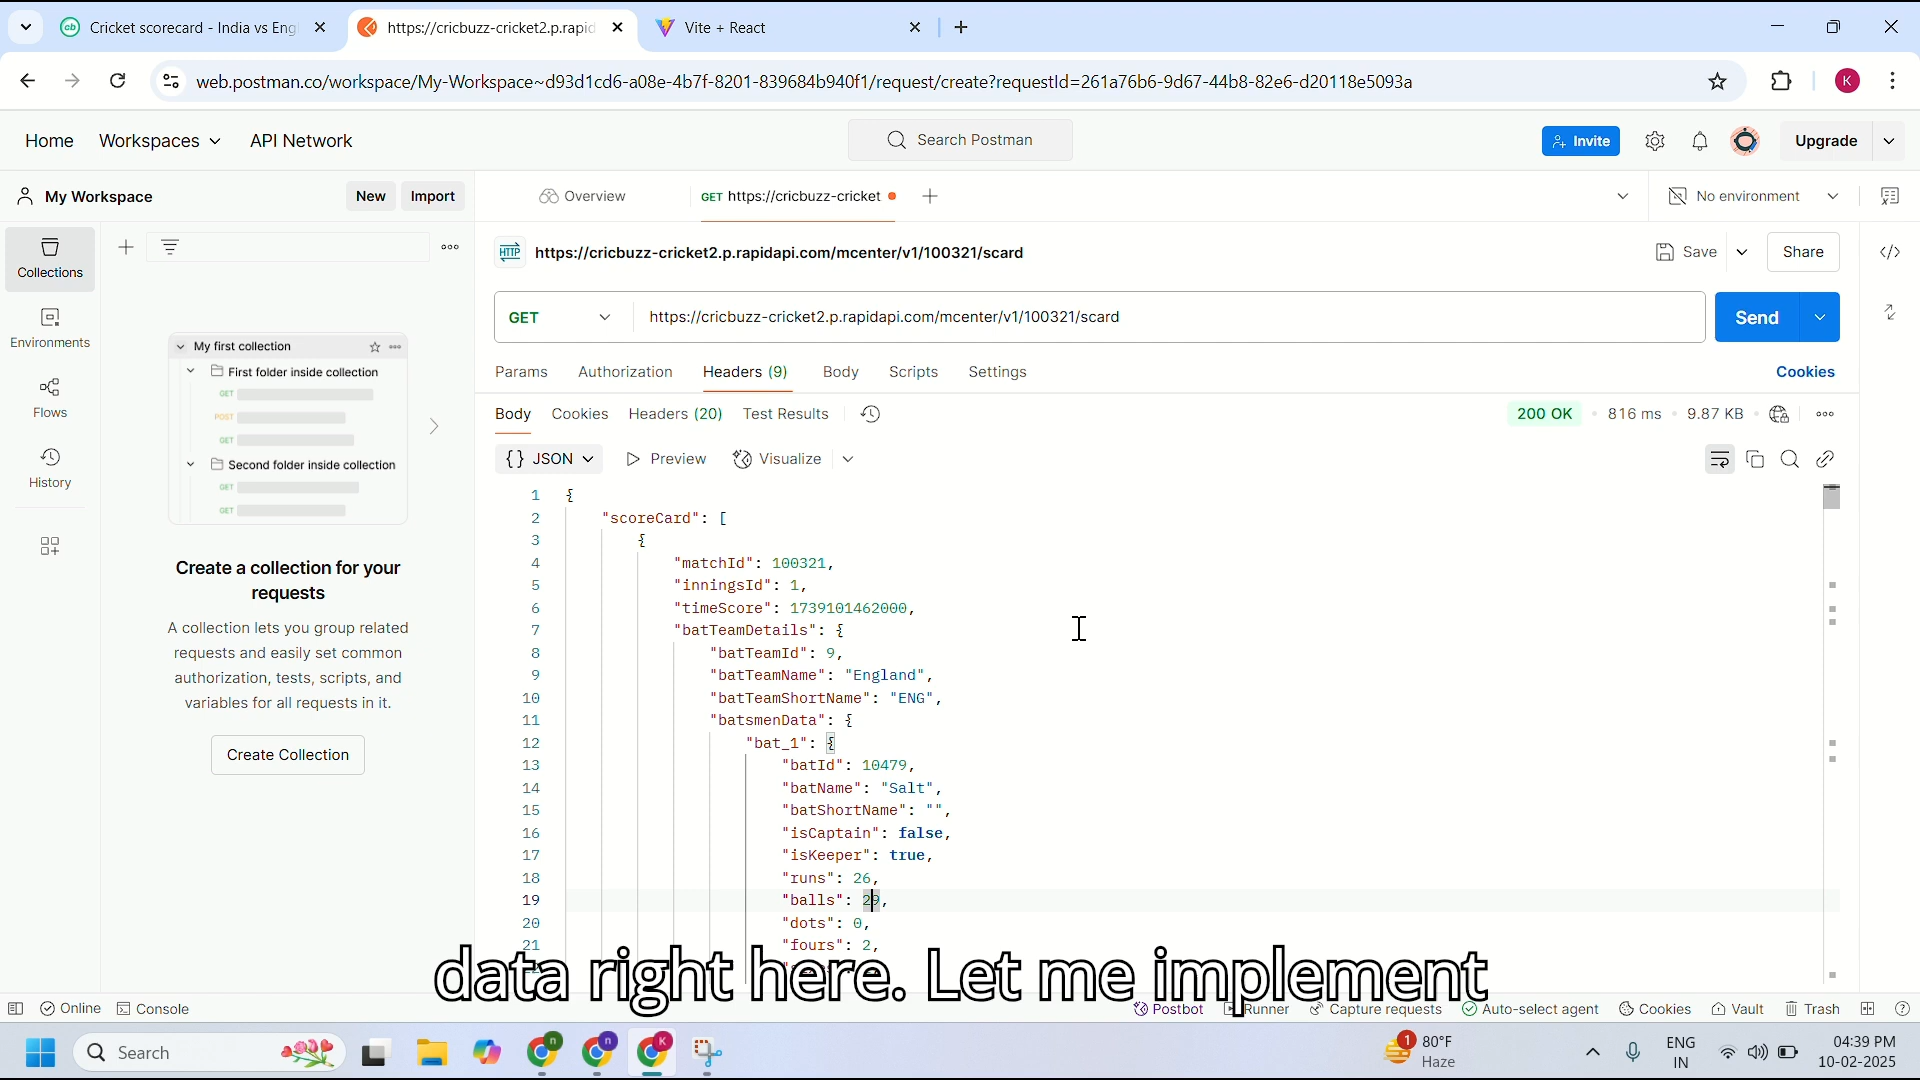 Cricket scorecard - India vs Eng
https://cricbuzz-cricket2.p.rapid
Vite + React
web.postman.co/workspace/My-Workspace~d93d1cd6-a08e-4b7f-8201-839684b940f1/request/create?requestId=261a76b6-9d67-44b8-82e6-d20118e5093a
K
Home Workspaces API Network
Search Postman
Invite
Upgrade
My Workspace
New Import
Overview
GET https://cricbuzz-cricket
No environment
Collections
Environments
Flows
History
My first collection
First folder inside collection
GET
POST
GET
Second folder inside collection
GET
GET
Create a collection for your
requests
A collection lets you group related
requests and easily set common
authorization, tests, scripts, and
variables for all requests in it.
Create Collection
HTTP https://cricbuzz-cricket2.p.rapidapi.com/mcenter/v1/100321/scard
Save Share
GET https://cricbuzz-cricket2.p.rapidapi.com/mcenter/v1/100321/scard
Send
Params Authorization Headers (9) Body Scripts Settings
Cookies
Body Cookies Headers (20) Test Results
200 OK • 816 ms • 9.87 KB
{} JSON Preview Visualize
1 {
2 "scoreCard": [
3 {
4 "matchId": 100321,
5 "inningsId": 1,
6 "timeScore": 1739101462000,
7 "batTeamDetails": {
8 "batTeamId": 9,
9 "batTeamName": "England",
10 "batTeamShortName": "ENG",
11 "batsmenData": {
12 "bat_1": {
13 "batId": 10479,
14 "batName": "Salt",
15 "batShortName": "",
16 "isCaptain": false,
17 "isKeeper": true,
18 "runs": 26,
19 "balls": 29,
20 "dots": 0,
21 "fours": 2,
data right here. Let me implement
Online Console
Postbot Runner Capture requests Auto-select agent Cookies Vault Trash
Search
1
80°F
Haze
ENG
IN
04:39 PM
10-02-2025